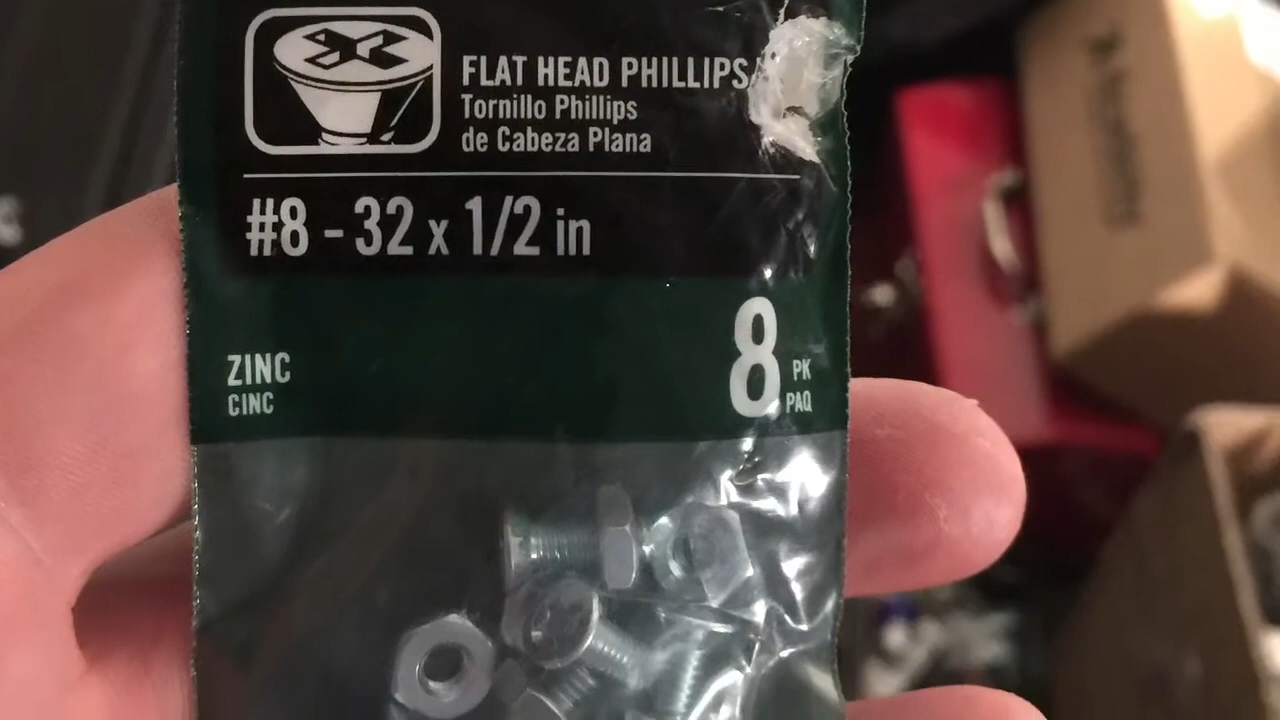 FLAT HEAD PHILLIPS
Tornillo Phillips
de Cabeza Plana
#8 - 32 x 1/2 in
8
ZINC
PK
CINC
PAQ